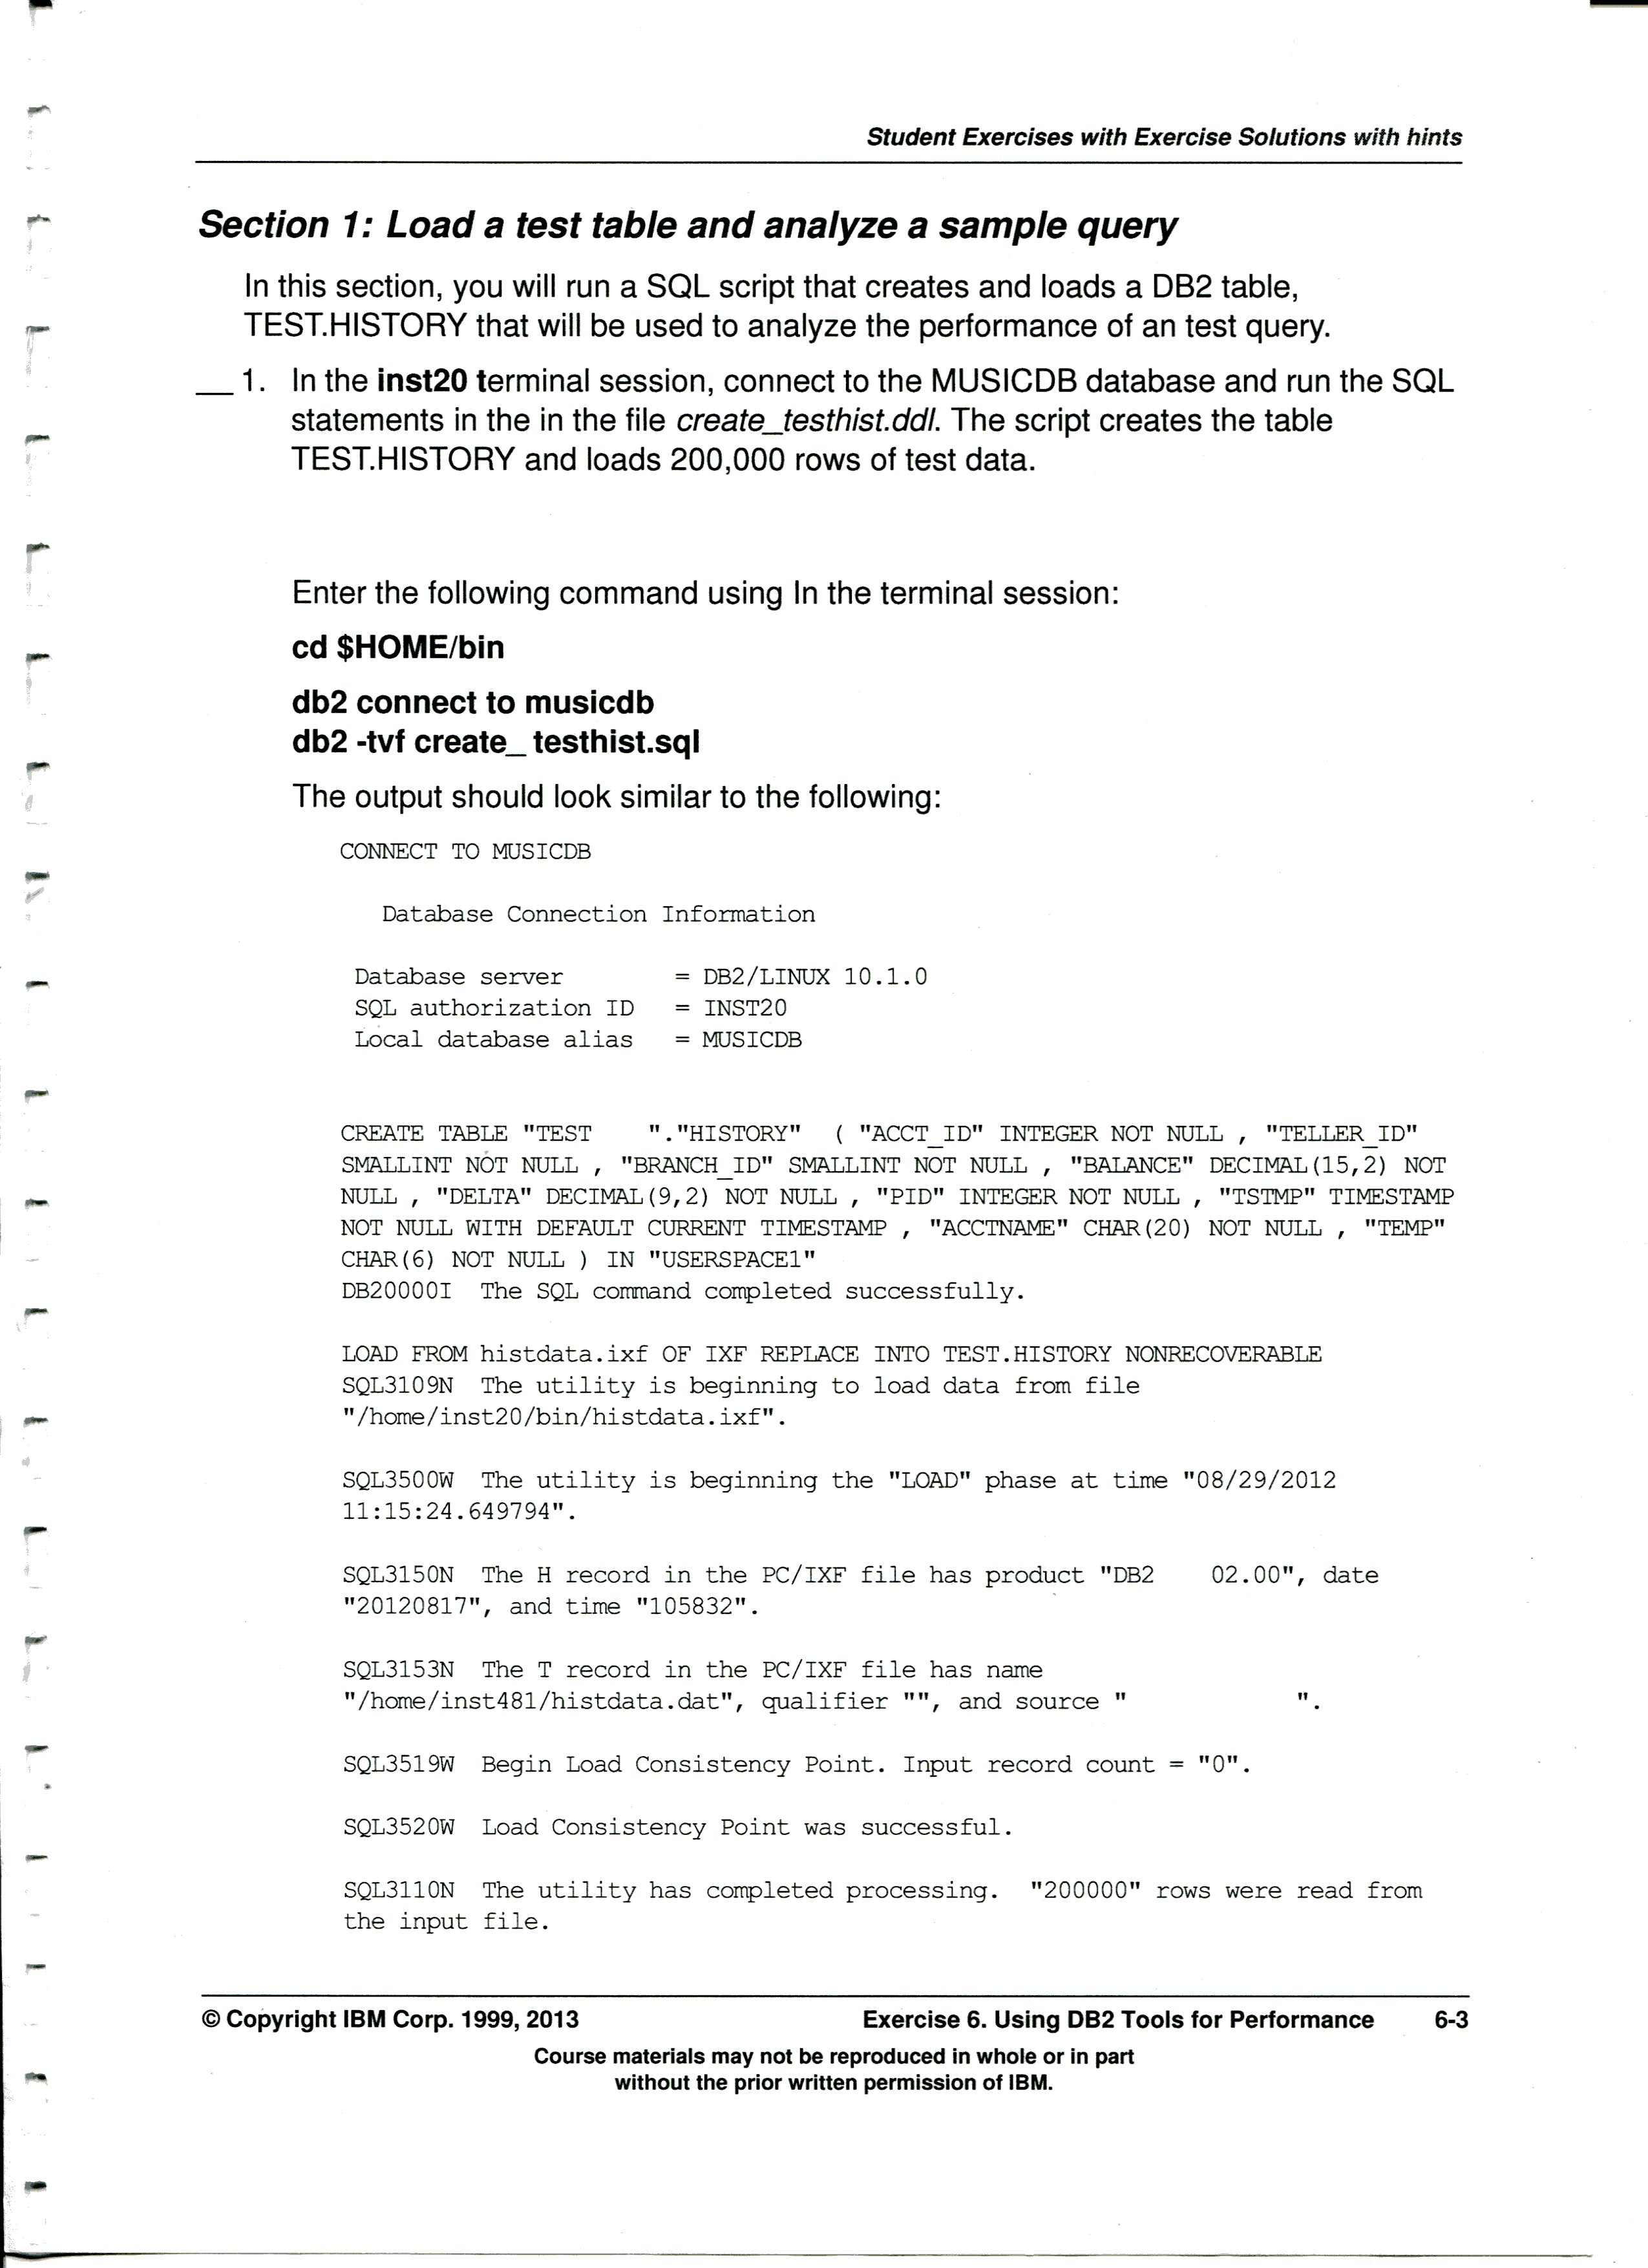 Student Exercises with Exercise Solutions with hints
Section 1: Load a test table and analyze a sample query
In this section, you will run a SQL script that creates and loads a DB2 table,
TEST.HISTORY that will be used to analyze the performance of an test query.
__ 1. In the inst20 terminal session, connect to the MUSICDB database and run the SQL
statements in the in the file create_testhist.ddl. The script creates the table
TEST.HISTORY and loads 200,000 rows of test data.
Enter the following command using In the terminal session:
cd $HOME/bin
db2 connect to musicdb
db2 -tvf create_ testhist.sql
The output should look similar to the following:
CONNECT TO MUSICDB
Database Connection Information
Database server = DB2/LINUX 10.1.0
SQL authorization ID = INST20
Local database alias = MUSICDB
CREATE TABLE "TEST    "."HISTORY"  ( "ACCT_ID" INTEGER NOT NULL , "TELLER_ID"
SMALLINT NOT NULL , "BRANCH_ID" SMALLINT NOT NULL , "BALANCE" DECIMAL(15,2) NOT
NULL , "DELTA" DECIMAL(9,2) NOT NULL , "PID" INTEGER NOT NULL , "TSTMP" TIMESTAMP
NOT NULL WITH DEFAULT CURRENT TIMESTAMP , "ACCTNAME" CHAR(20) NOT NULL , "TEMP"
CHAR(6) NOT NULL ) IN "USERSPACE1"
DB20000I  The SQL command completed successfully.
LOAD FROM histdata.ixf OF IXF REPLACE INTO TEST.HISTORY NONRECOVERABLE
SQL3109N  The utility is beginning to load data from file
"/home/inst20/bin/histdata.ixf".
SQL3500W  The utility is beginning the "LOAD" phase at time "08/29/2012
11:15:24.649794".
SQL3150N  The H record in the PC/IXF file has product "DB2    02.00", date
"20120817", and time "105832".
SQL3153N  The T record in the PC/IXF file has name
"/home/inst481/histdata.dat", qualifier "", and source "            ".
SQL3519W  Begin Load Consistency Point. Input record count = "0".
SQL3520W  Load Consistency Point was successful.
SQL3110N  The utility has completed processing.  "200000" rows were read from
the input file.
© Copyright IBM Corp. 1999, 2013 Exercise 6. Using DB2 Tools for Performance 6-3
Course materials may not be reproduced in whole or in part
without the prior written permission of IBM.